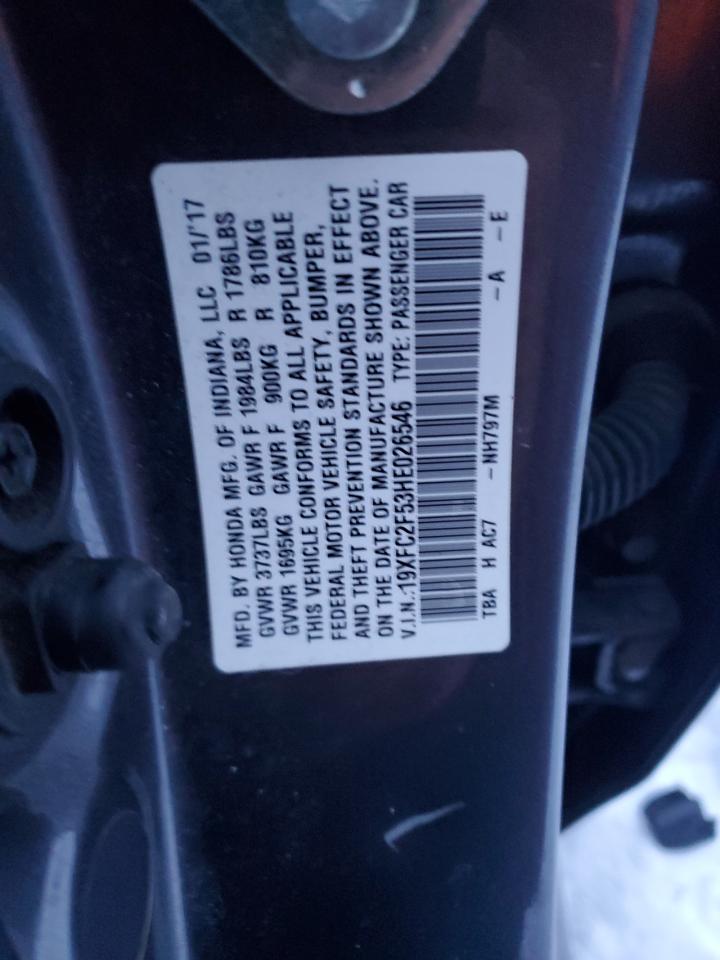 MFD. BY HONDA MFG. OF INDIANA, LLC 01/'17
GVWR 3737LBS GAWR F 1984LBS R 1786LBS
GVWR 1695KG GAWR F 900KG R 810KG
THIS VEHICLE CONFORMS TO ALL APPLICABLE
FEDERAL MOTOR VEHICLE SAFETY, BUMPER,
AND THEFT PREVENTION STANDARDS IN EFFECT
ON THE DATE OF MANUFACTURE SHOWN ABOVE.
V.I.N.:19XFC2F53HE026546 TYPE: PASSENGER CAR
TBA H AC7 -NH797M -A -E